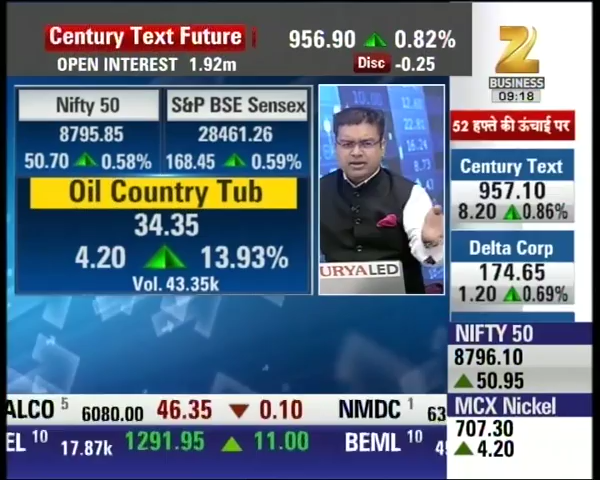 Century Text Future 956.90 0.82%
OPEN INTEREST 1.92m Disc -0.25
Z
BUSINESS
09:18
Nifty 50 S&P BSE Sensex
8795.85 28461.26
50.70 0.58% 168.45 0.59%
Oil Country Tub
34.35
4.20 13.93%
Vol. 43.35k
URYALED
52 हफ्ते की ऊंचाई पर
Century Text
957.10
8.20 0.86%
Delta Corp
174.65
1.20 0.69%
NIFTY 50
8796.10
50.95
MCX Nickel
707.30
4.20
ALCO 5 6080.00 46.35 0.10 NMDC 1 63
EL 10 17.87k 1291.95 11.00 BEML 10